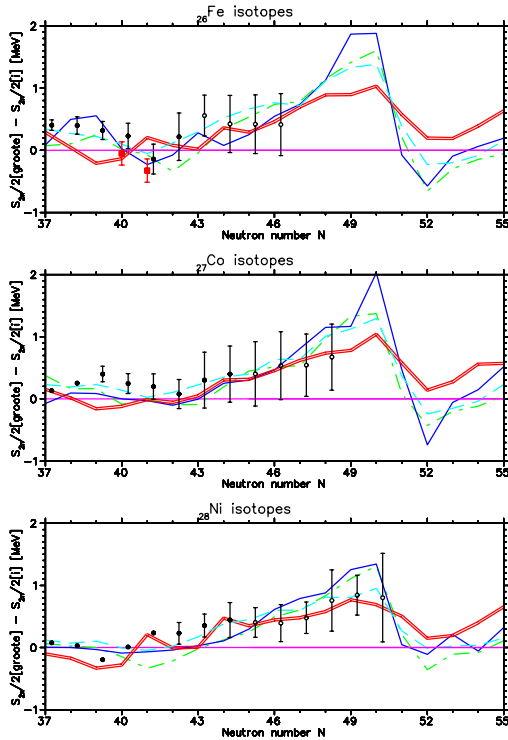 26Fe isotopes
S2n/2[groote] − S2n/2[i] [MeV]
2
1
0
−1
37 40 43 46 49 52 55
Neutron number N
27Co isotopes
S2n/2[groote] − S2n/2[i] [MeV]
2
1
0
−1
37 40 43 46 49 52 55
Neutron number N
28Ni isotopes
S2n/2[groote] − S2n/2[i] [MeV]
2
1
0
−1
37 40 43 46 49 52 55
Neutron number N